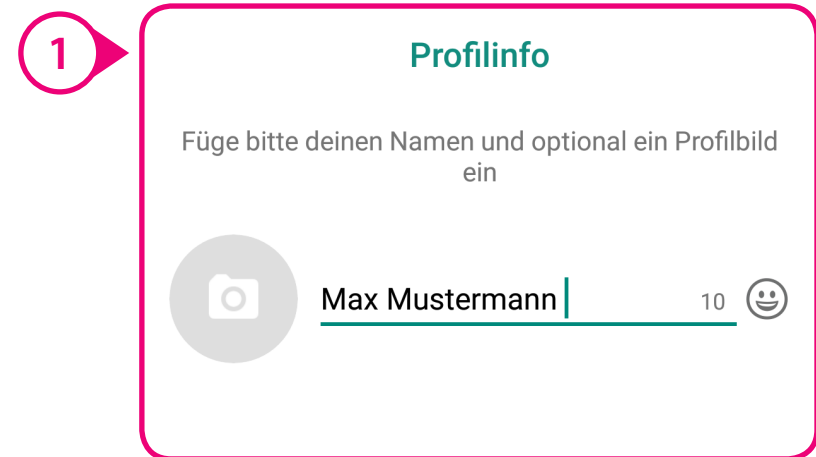 1
Profilinfo
Füge bitte deinen Namen und optional ein Profilbild
ein
Max Mustermann 10